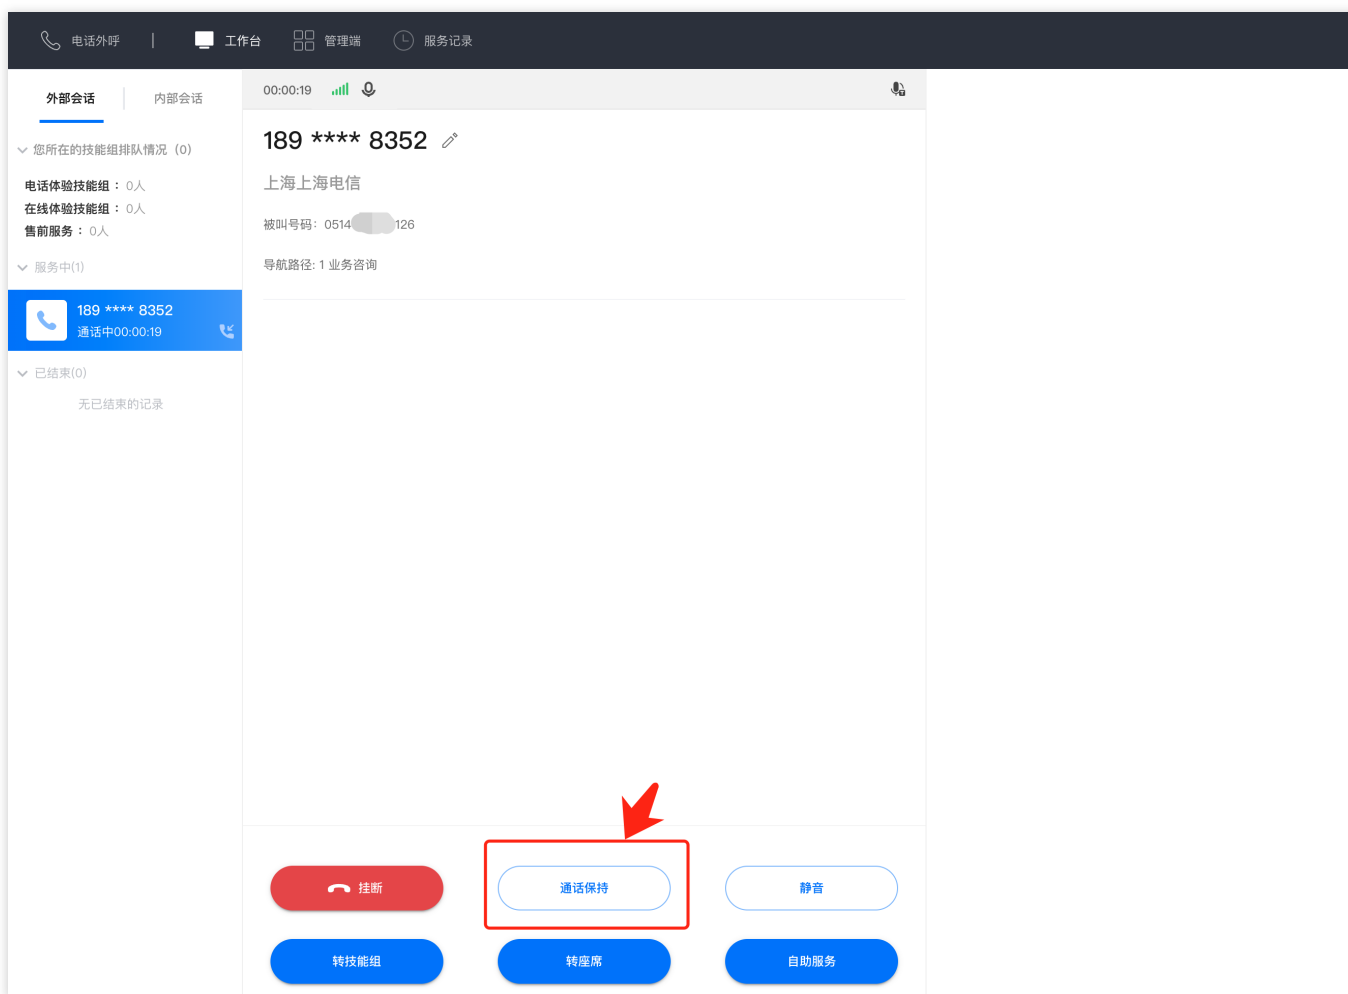 电话外呼 | 工作台 管理端 服务记录
外部会话 内部会话
您所在的技能组排队情况 (0)
电话体验技能组： 0人
在线体验技能组： 0人
售前服务： 0人
服务中(1)
189 **** 8352
通话中00:00:19
已结束(0)
无已结束的记录
00:00:19
189 **** 8352
上海上海电信
被叫号码: 0514 126
导航路径: 1 业务咨询
挂断 通话保持 静音
转技能组 转座席 自助服务